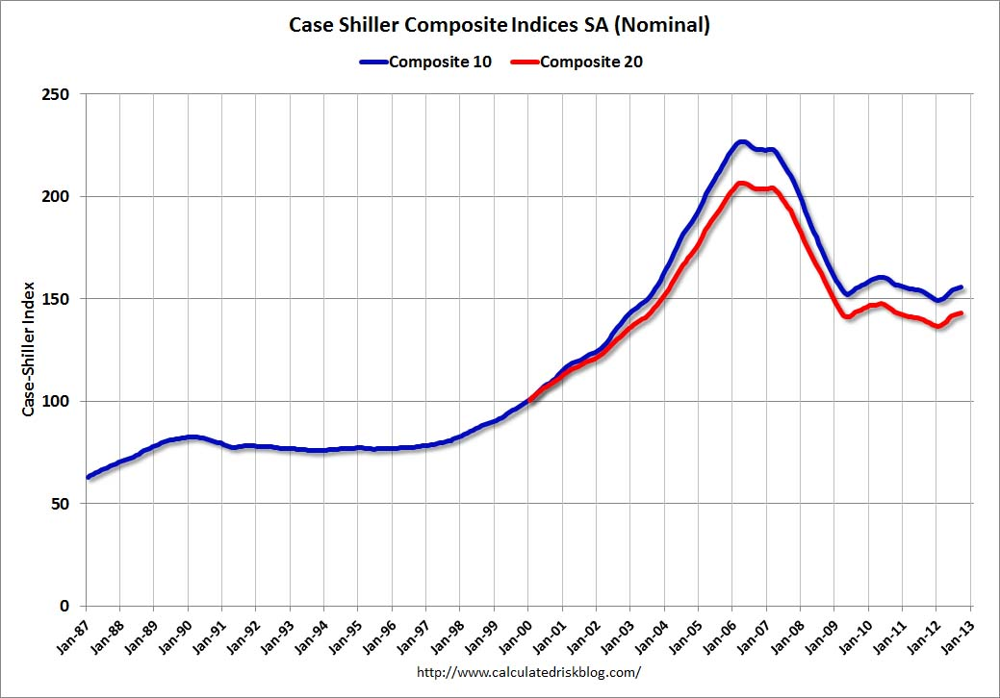 Case Shiller Composite Indices SA (Nominal)
Composite 10 Composite 20
Case-Shiller Index
250
200
150
100
50
0
Jan-87 Jan-88 Jan-89 Jan-90 Jan-91 Jan-92 Jan-93 Jan-94 Jan-95 Jan-96 Jan-97 Jan-98 Jan-99 Jan-00 Jan-01 Jan-02 Jan-03 Jan-04 Jan-05 Jan-06 Jan-07 Jan-08 Jan-09 Jan-10 Jan-11 Jan-12 Jan-13
http://www.calculatedriskblog.com/